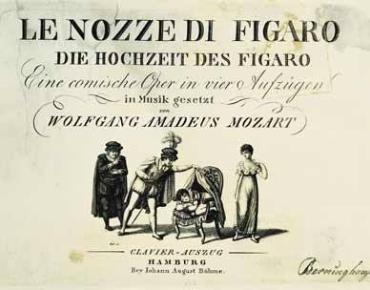 LE NOZZE DI FIGARO
DIE HOCHZEIT DES FIGARO
Eine comische Oper in vier Aufzügen
in Musik gesetzt
von
WOLFGANG AMADEUS MOZART
CLAVIER-AUSZUG
HAMBURG
Bey Iohann August Böhme.